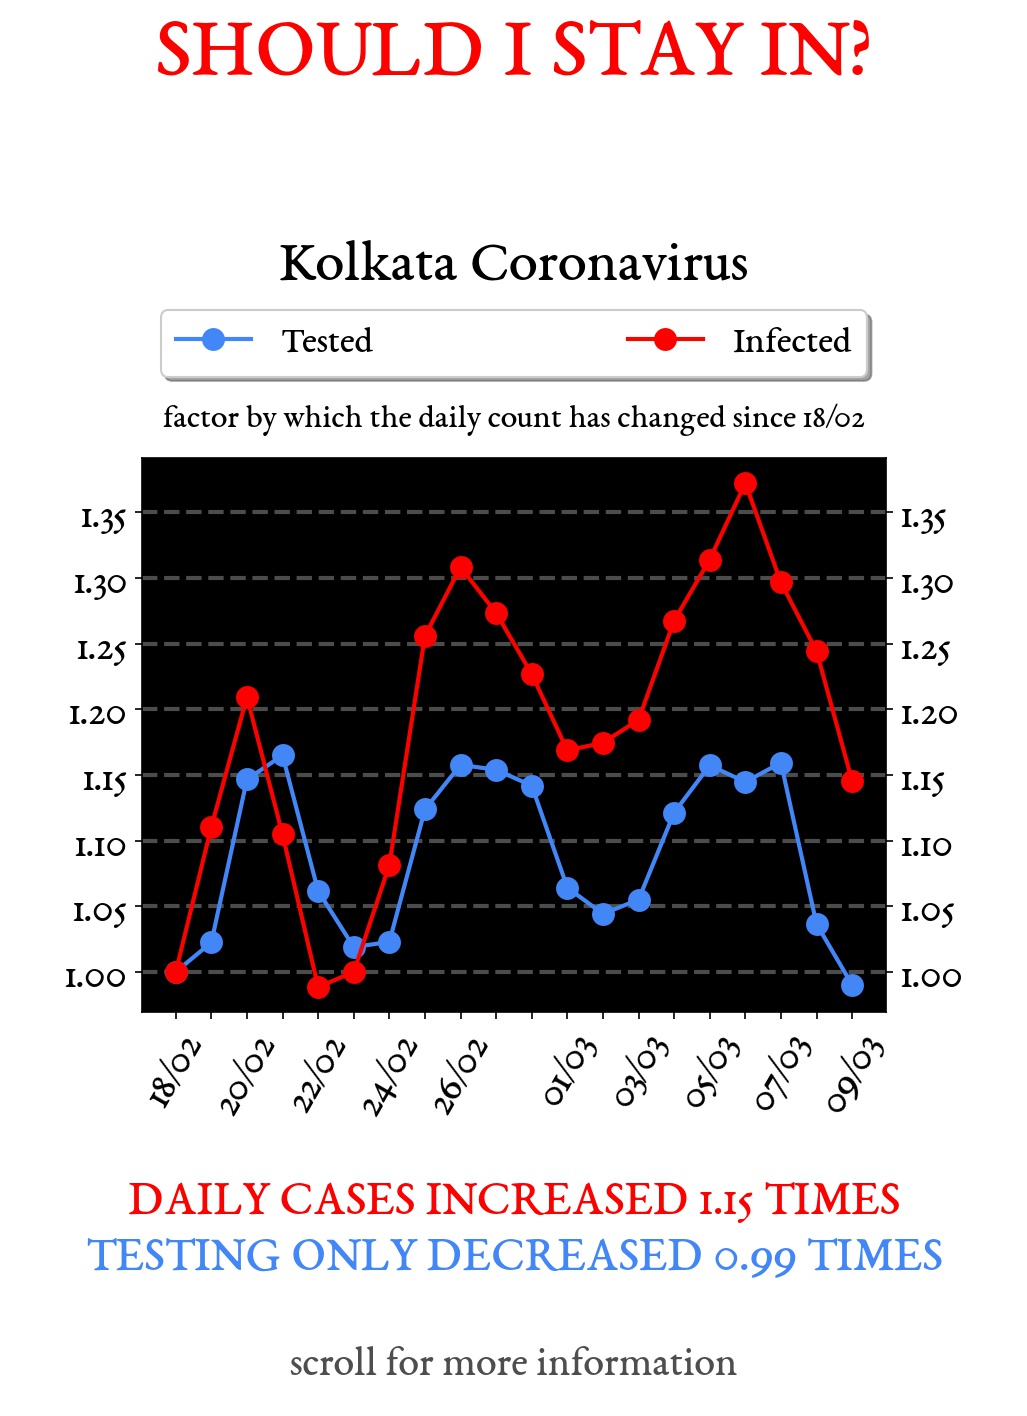 SHOULD I STAY IN?
Kolkata Coronavirus
Tested Infected
factor by which the daily count has changed since 18/02
1.35 1.35
1.30 1.30
1.25 1.25
1.20 1.20
1.15 1.15
1.10 1.10
1.05 1.05
1.00 1.00
18/02 20/02 22/02 24/02 26/02 01/03 03/03 05/03 07/03 09/03
DAILY CASES INCREASED 1.15 TIMES
TESTING ONLY DECREASED 0.99 TIMES
scroll for more information